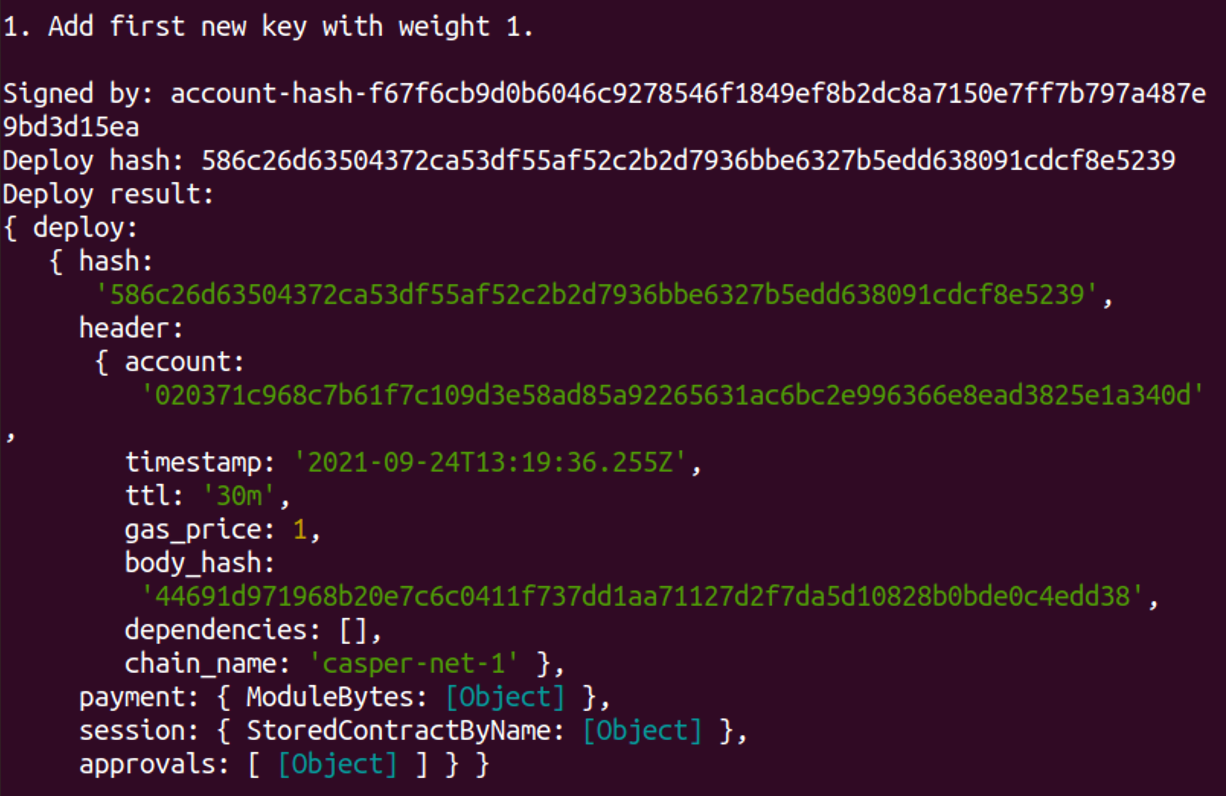 1. Add first new key with weight 1.
Signed by: account-hash-f67f6cb9d0b6046c9278546f1849ef8b2dc8a7150e7ff7b797a487e
9bd3d15ea
Deploy hash: 586c26d63504372ca53df55af52c2b2d7936bbe6327b5edd638091cdcf8e5239
Deploy result:
{ deploy:
{ hash:
'586c26d63504372ca53df55af52c2b2d7936bbe6327b5edd638091cdcf8e5239',
header:
{ account:
'020371c968c7b61f7c109d3e58ad85a92265631ac6bc2e996366e8ead3825e1a340d'
,
timestamp: '2021-09-24T13:19:36.255Z',
ttl: '30m',
gas_price: 1,
body_hash:
'44691d971968b20e7c6c0411f737dd1aa71127d2f7da5d10828b0bde0c4edd38',
dependencies: [],
chain_name: 'casper-net-1' },
payment: { ModuleBytes: [Object] },
session: { StoredContractByName: [Object] },
approvals: [ [Object] ] } }